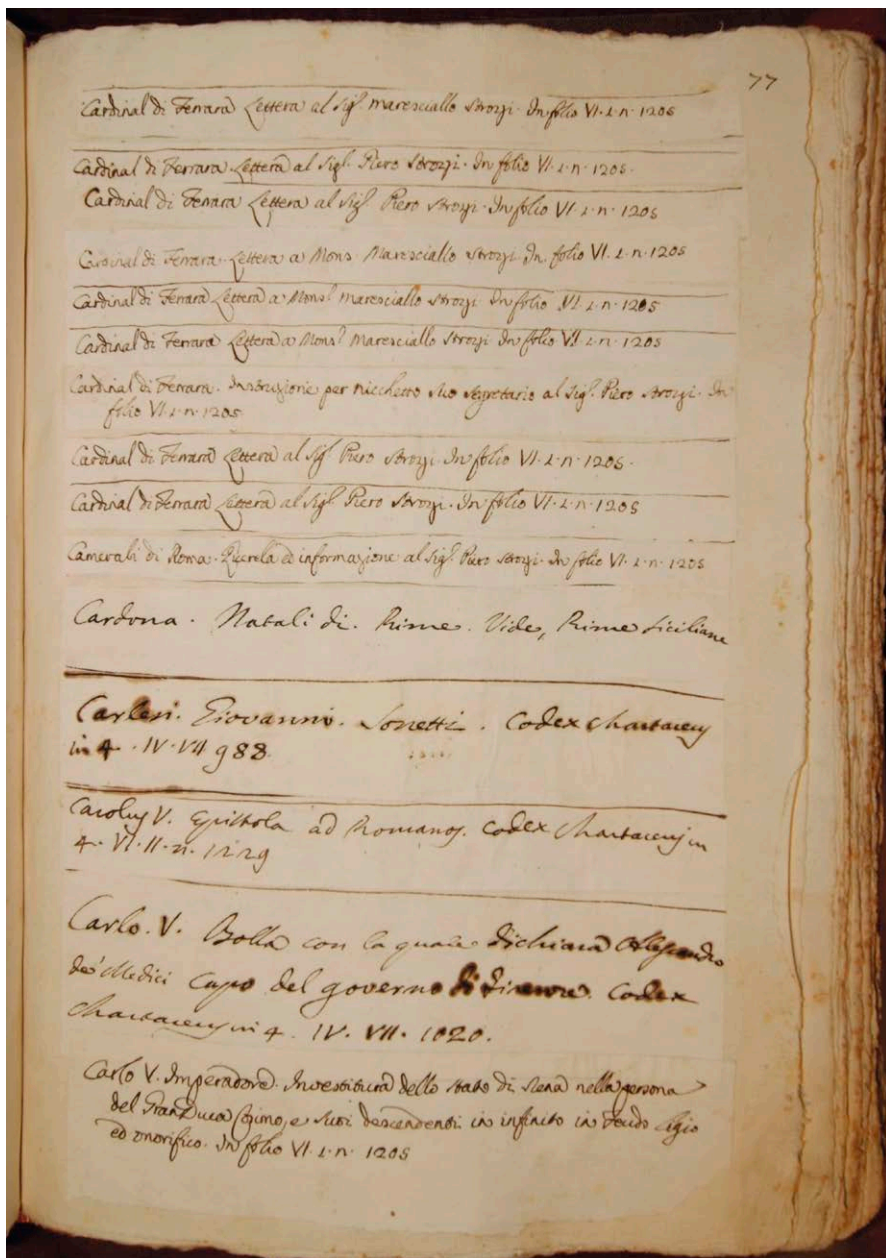 77
Cardinal di Ferrara Lettera al Sig.r Maresciallo Strozzi. In folio VI. 2. n. 1205
Cardinal di Ferrara. Lettera al Sig.r Piero Strozzi. In folio VI. 2. n. 1205.
Cardinal di Ferrara Lettera al Sig.r Piero Strozzi. In folio VI. 2. n. 1205
Cardinal di Ferrara. Lettera a Mons. Maresciallo Strozzi. In folio VI. 2. n. 1205
Cardinal di Ferrara Lettera a Mons.r Maresciallo Strozzi. In folio VI. 2. n. 1205
Cardinal di Ferrara Lettera a Mons.r Maresciallo Strozzi In folio VI. 2. n. 1205
Cardinal di Ferrara. Instruzione per Nicchetto suo Segretario al Sig.r Piero Strozzi. In
folio VI. 2. n. 1205
Cardinal di Ferrara Lettera al Sig.r Piero Strozzi. In folio VI. 2. n. 1205.
Cardinal di Ferrara Lettera al Sig.r Piero Strozzi. In folio VI. 2. n. 1205
Camerali di Roma. Querela ed informazione al Sig.r Piero Strozzi. In folio VI. 2. n. 1205
Cardona. Natali di. Rime. Vide, Rime Siciliane
Carlesi. Giovanni. Sonetti. Codex Chartaceus
in 4. IV. VII 988
Carolus V. Epistola ad Romanos. Codex Chartaceus in
4. VI. II. n. 1229
Carlo. V. Bolla con la quale dichiara Allessandro
de' Medici Capo del governo di Firenze. Codex
Chartaceus in 4. IV. VII. 1020.
Carlo V. Imperadore. Investitura dello Stato di Siena nella persona
del Gran Duca Cosimo, e suoi descendenti in infinito in Feudo Ligio
ed onorifico. In folio VI. 2. n. 1205